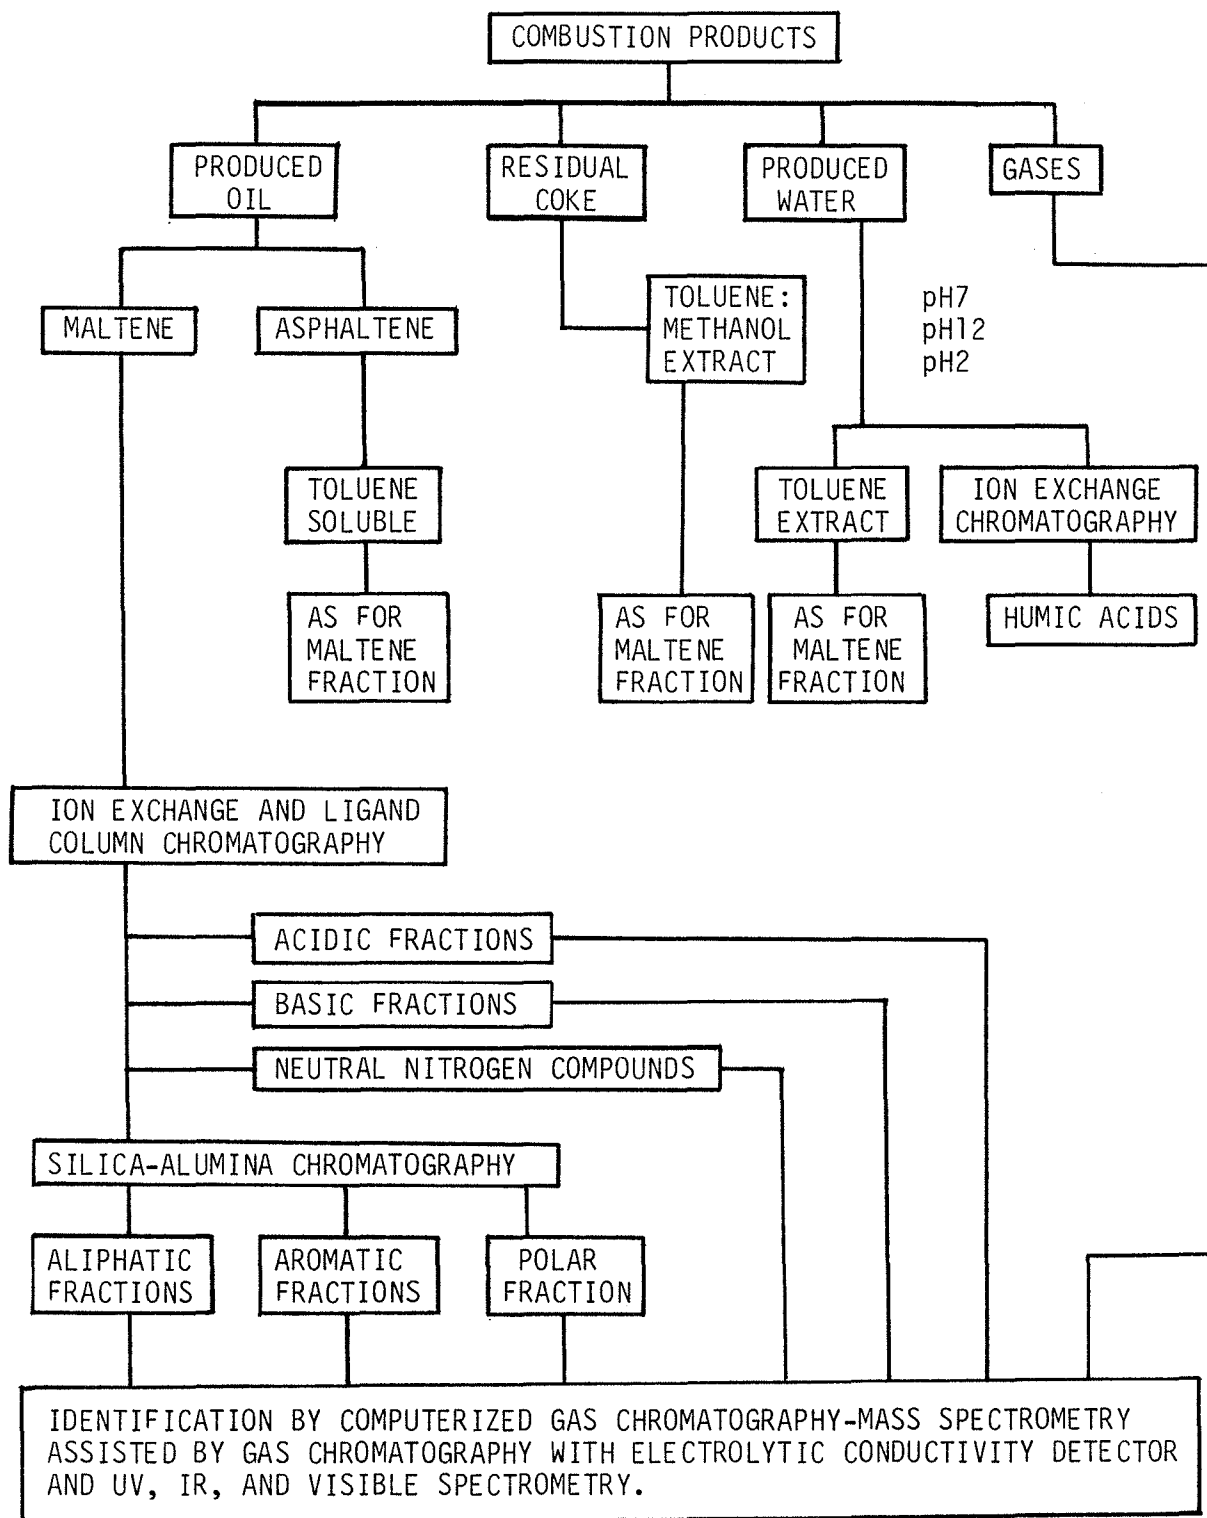 COMBUSTION PRODUCTS
PRODUCED
OIL
RESIDUAL
COKE
PRODUCED
WATER
GASES
MALTENE
ASPHALTENE
TOLUENE:
METHANOL
EXTRACT
pH7
pH12
pH2
TOLUENE
SOLUBLE
TOLUENE
EXTRACT
ION EXCHANGE
CHROMATOGRAPHY
AS FOR
MALTENE
FRACTION
AS FOR
MALTENE
FRACTION
AS FOR
MALTENE
FRACTION
HUMIC ACIDS
ION EXCHANGE AND LIGAND
COLUMN CHROMATOGRAPHY
ACIDIC FRACTIONS
BASIC FRACTIONS
NEUTRAL NITROGEN COMPOUNDS
SILICA-ALUMINA CHROMATOGRAPHY
ALIPHATIC
FRACTIONS
AROMATIC
FRACTIONS
POLAR
FRACTION
IDENTIFICATION BY COMPUTERIZED GAS CHROMATOGRAPHY-MASS SPECTROMETRY
ASSISTED BY GAS CHROMATOGRAPHY WITH ELECTROLYTIC CONDUCTIVITY DETECTOR
AND UV, IR, AND VISIBLE SPECTROMETRY.